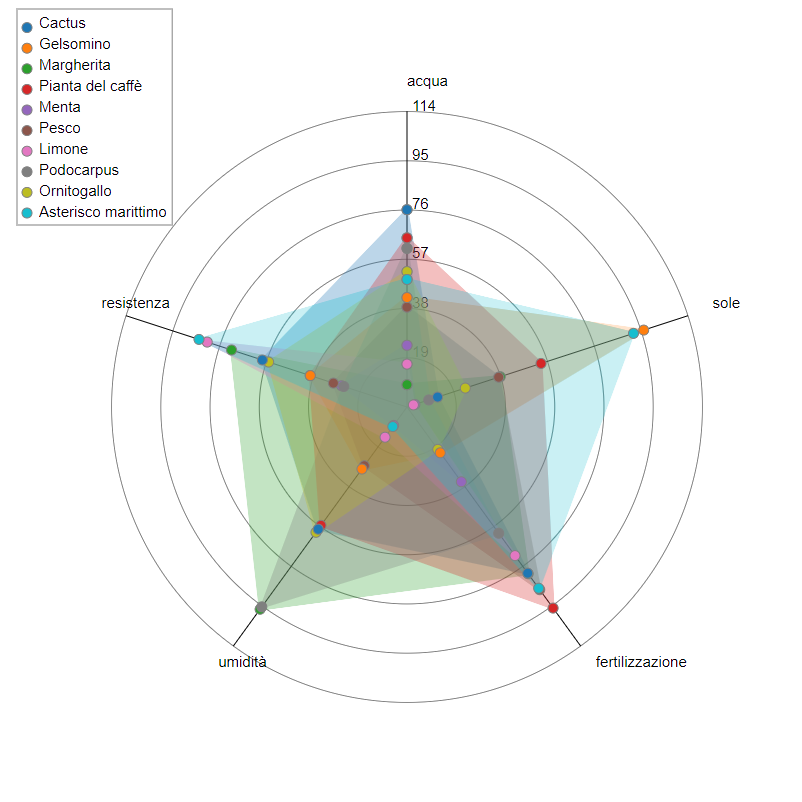 Cactus
Gelsomino
Margherita
Pianta del caffè
Menta
Pesco
Limone
Podocarpus
Ornitogallo
Asterisco marittimo
acqua
114
95
76
57
38
19
resistenza
sole
umidità
fertilizzazione